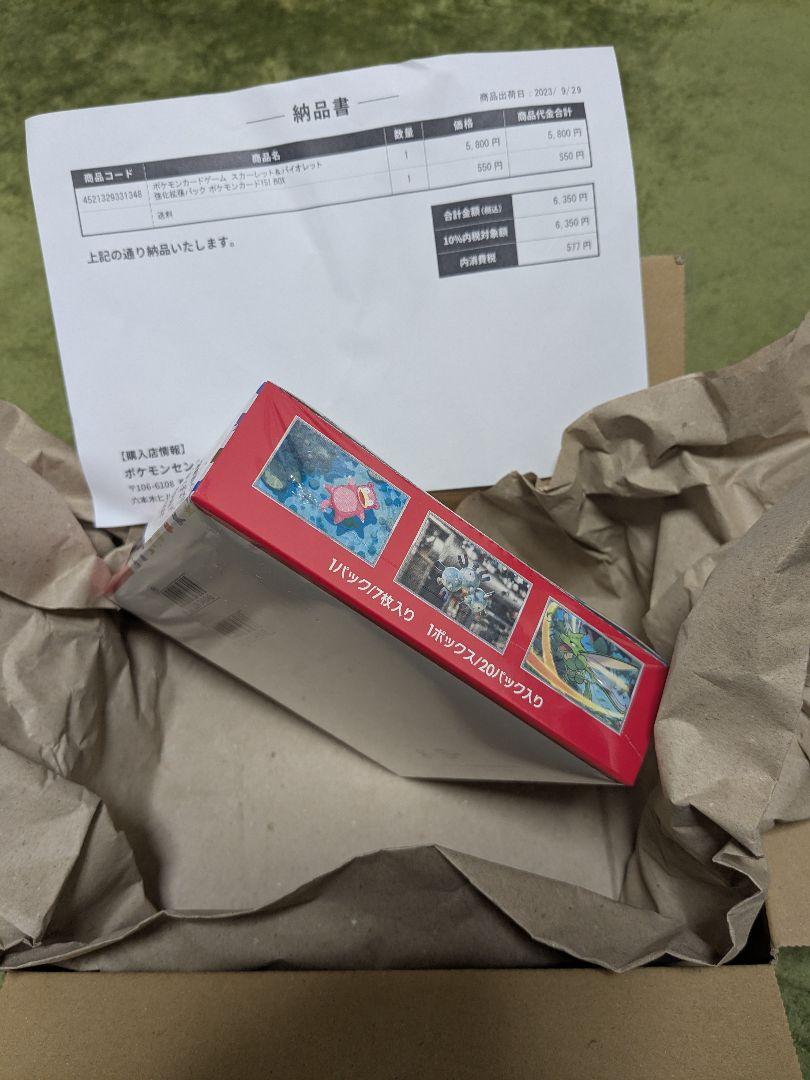 納品書
商品出荷日：2023/ 9/29
商品コード 商品名 数量 価格 商品代金合計
4521329331348 ポケモンカードゲーム スカーレット&バイオレット 1 5,800 円 5,800 円
強化拡張パック ポケモンカード151 BOX
送料 1 550 円 550 円
合計金額(税込) 6,350 円
10%内税対象額 6,350 円
内消費税 577 円
上記の通り納品いたします。
【購入店情報】
ポケモンセン
〒106-6108
六本木ヒル
1パック/7枚入り 1ボックス/20パック入り